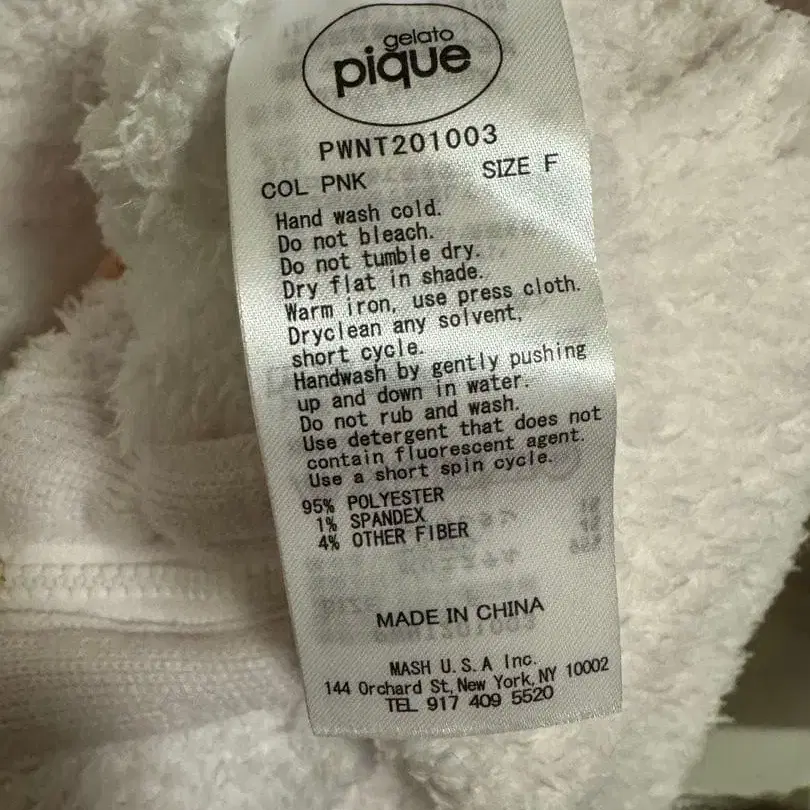 gelato
pique
PWNT201003
COL PNK SIZE F
Hand wash cold.
Do not bleach.
Do not tumble dry.
Dry flat in shade.
Warm iron, use press cloth.
Dryclean any solvent,
short cycle.
Handwash by gently pushing
up and down in water.
Do not rub and wash.
Use detergent that does not
contain fluorescent agent.
Use a short spin cycle.
95% POLYESTER
1% SPANDEX
4% OTHER FIBER
MADE IN CHINA
MASH U.S.A Inc.
144 Orchard St, New York, NY 10002
TEL 917 409 5520